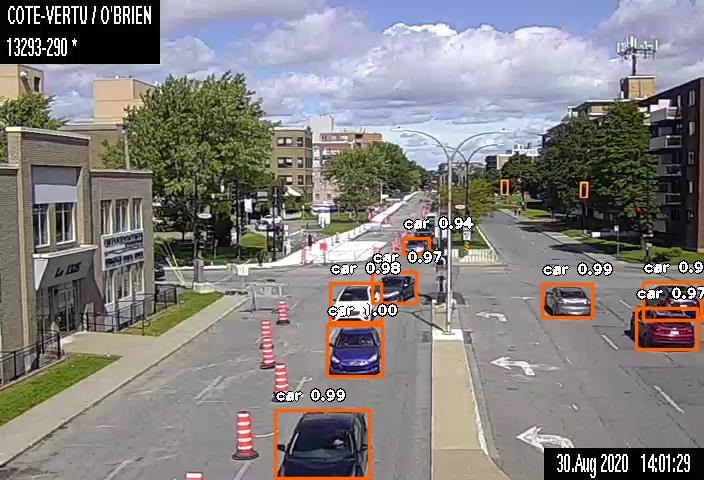 COTE-VERTU / O'BRIEN
13293-290 *
car 0.94
car 0.97
car 0.98
car 0.99
car 0.9
car 0.97
car 1.00
car 0.99
30.Aug 2020 14:01:29